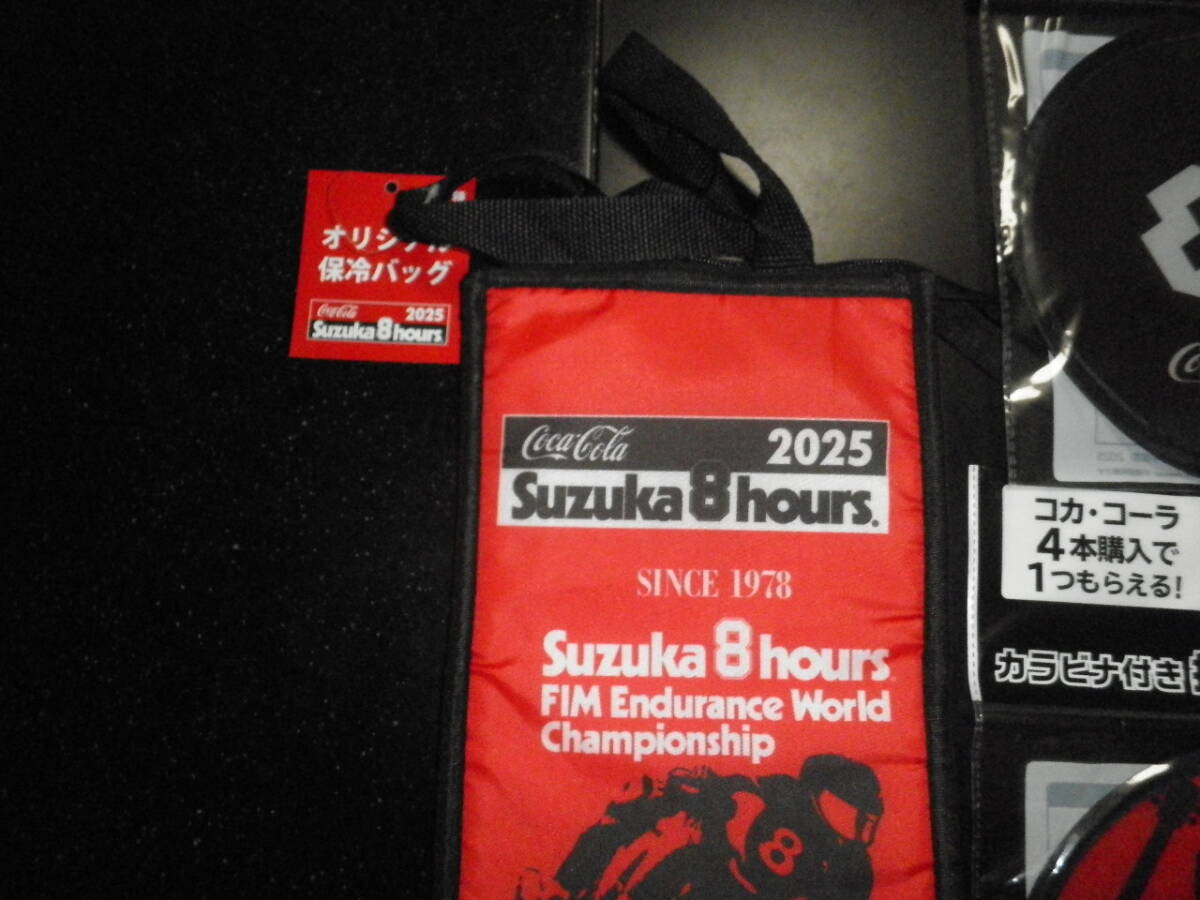 オリジナル
保冷バッグ
Coca-Cola 2025
Suzuka 8 hours.
Coca-Cola 2025
Suzuka 8 hours.
SINCE 1978
Suzuka 8 hours.
FIM Endurance World
Championship
8
コカ・コーラ
4本購入で
1つもらえる!
カラビナ付き